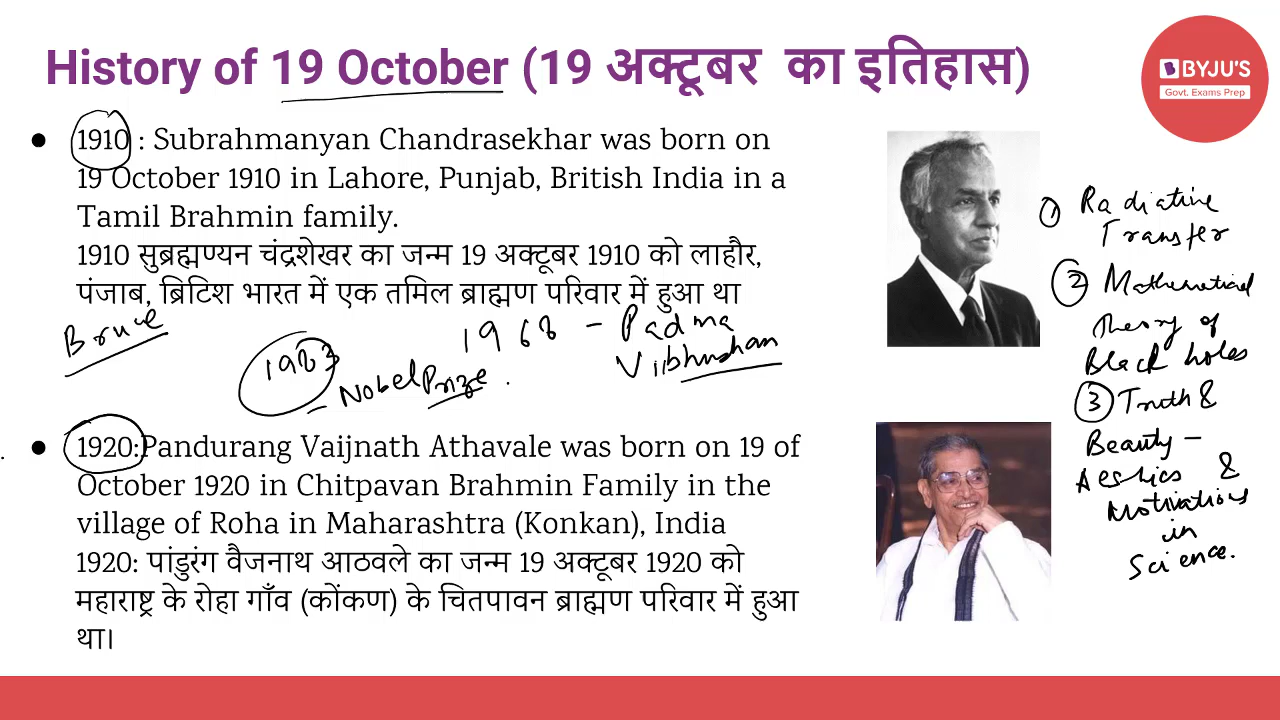 History of 19 October (19 अक्टूबर का इतिहास)
BYJU'S
Govt. Exams Prep
● 1910 : Subrahmanyan Chandrasekhar was born on
19 October 1910 in Lahore, Punjab, British India in a
Tamil Brahmin family.
1910 सुब्रह्मण्यन चंद्रशेखर का जन्म 19 अक्टूबर 1910 को लाहौर,
पंजाब, ब्रिटिश भारत में एक तमिल ब्राह्मण परिवार में हुआ था
Bruce
1983 - Nobel Prize.
1968 - Padma
Vibhushan
● 1920:Pandurang Vaijnath Athavale was born on 19 of
October 1920 in Chitpavan Brahmin Family in the
village of Roha in Maharashtra (Konkan), India
1920: पांडुरंग वैजनाथ आठवले का जन्म 19 अक्टूबर 1920 को
महाराष्ट्र के रोहा गाँव (कोंकण) के चितपावन ब्राह्मण परिवार में हुआ
था।
① Radiative
Transfer
② Mathematical
Theory of
Black holes
③ Truth &
Beauty -
&
Motivations
in
Science.